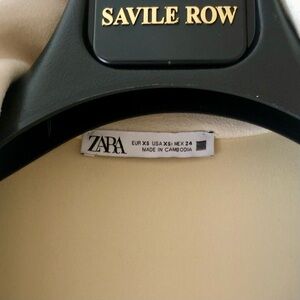 SAVILE ROW
ZARA
EUR XS USA XS MEX 24
MADE IN CAMBODIA